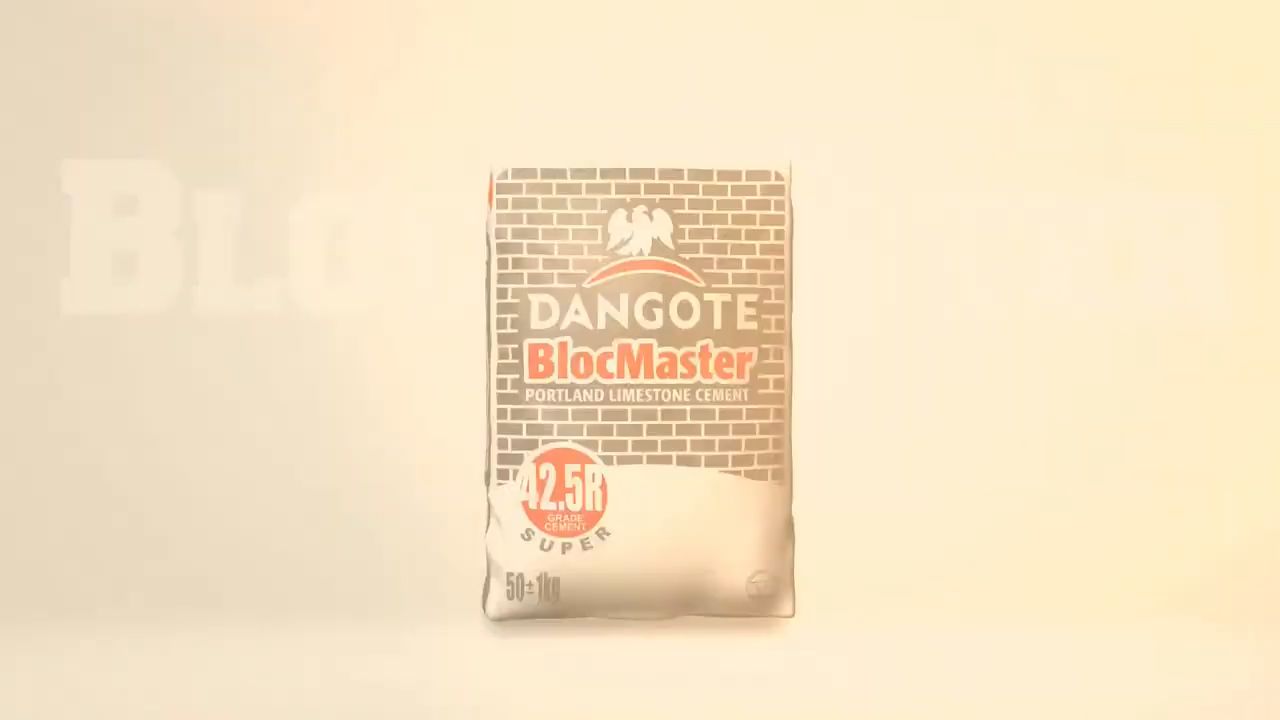 DANGOTE
BlocMaster
PORTLAND LIMESTONE CEMENT
42.5R
GRADE
CEMENT
SUPER
50±1kg